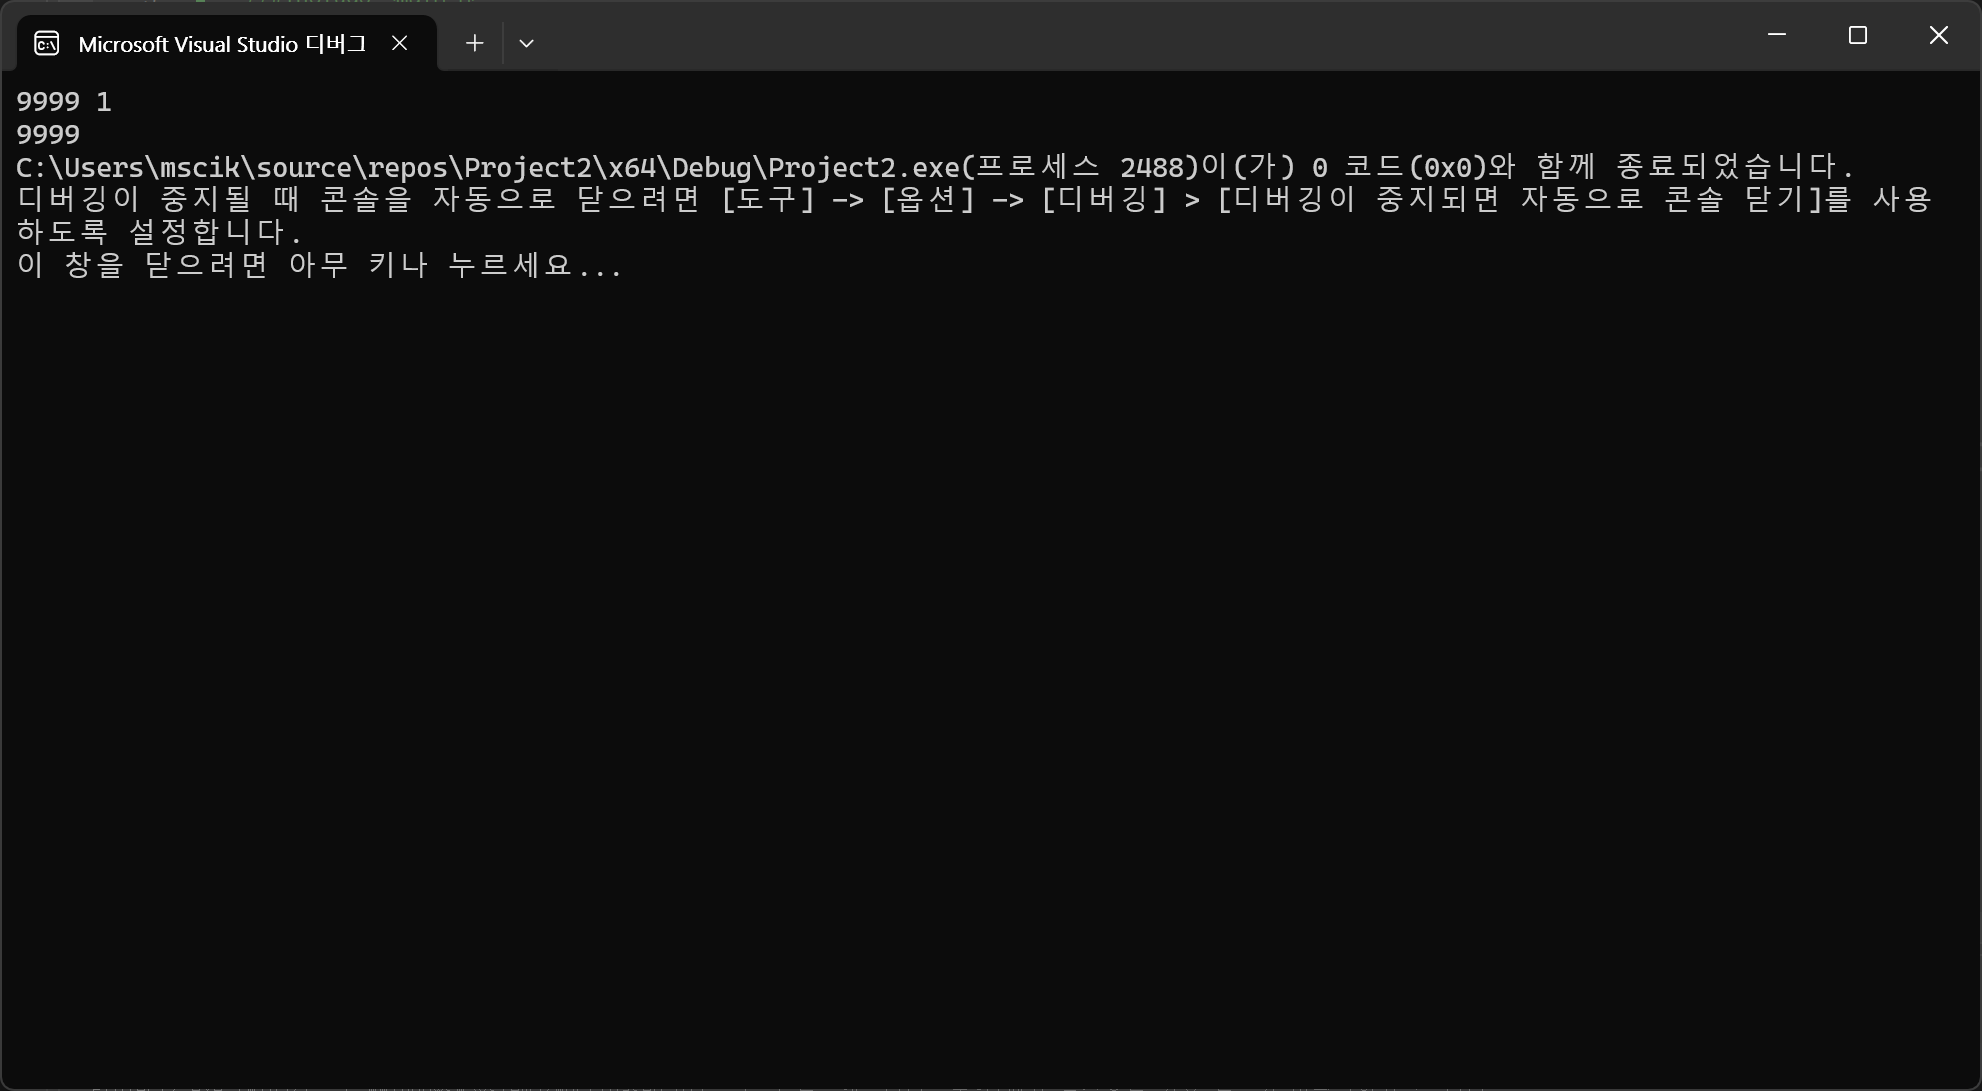 Microsoft Visual Studio 디버그
9999 1
9999
C:\Users\mscik\source\repos\Project2\x64\Debug\Project2.exe(프로세스 2488)이(가) 0 코드(0x0)와 함께 종료되었습니다.
디버깅이 중지될 때 콘솔을 자동으로 닫으려면 [도구] -> [옵션] -> [디버깅] > [디버깅이 중지되면 자동으로 콘솔 닫기]를 사용
하도록 설정합니다.
이 창을 닫으려면 아무 키나 누르세요...